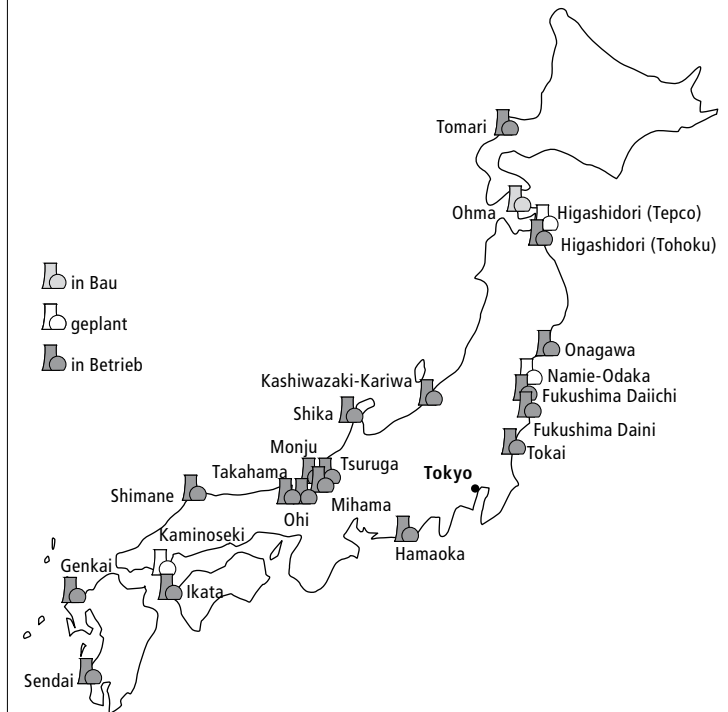 Tomari
Ohma
Higashidori (Tepco)
Higashidori (Tohoku)
in Bau
geplant
in Betrieb
Onagawa
Namie-Odaka
Kashiwazaki-Kariwa
Fukushima Daiichi
Shika
Fukushima Daini
Monju
Tokai
Takahama
Tsuruga
Tokyo
Shimane
Mihama
Ohi
Kaminoseki
Hamaoka
Genkai
Ikata
Sendai